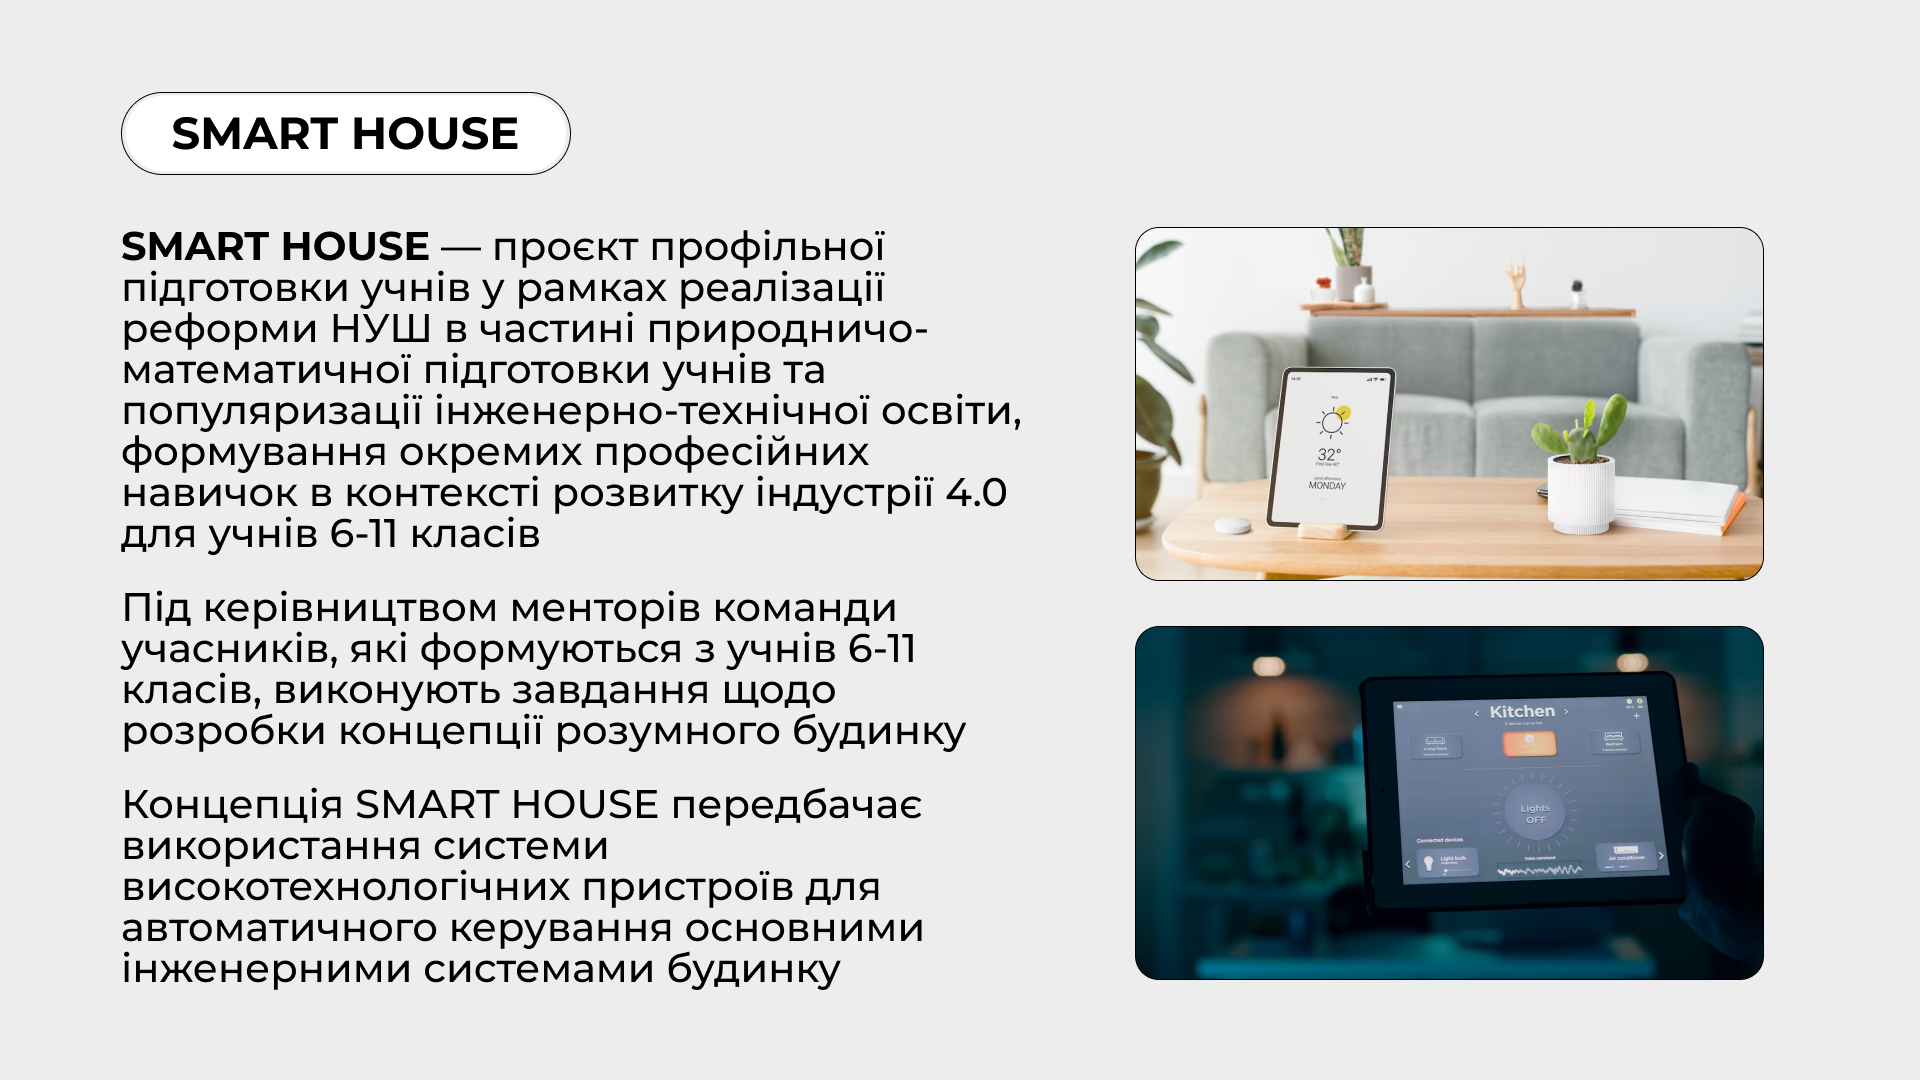 SMART HOUSE
SMART HOUSE — проєкт профільної
підготовки учнів у рамках реалізації
реформи НУШ в частині природничо-
математичної підготовки учнів та
популяризації інженерно-технічної освіти,
формування окремих професійних
навичок в контексті розвитку індустрії 4.0
для учнів 6-11 класів
Під керівництвом менторів команди
учасників, які формуються з учнів 6-11
класів, виконують завдання щодо
розробки концепції розумного будинку
Концепція SMART HOUSE передбачає
використання системи
високотехнологічних пристроїв для
автоматичного керування основними
інженерними системами будинку
32°
MONDAY
‹ Kitchen ›
Lights
OFF
Connected devices
Light bulb
Voice command
Air conditioner